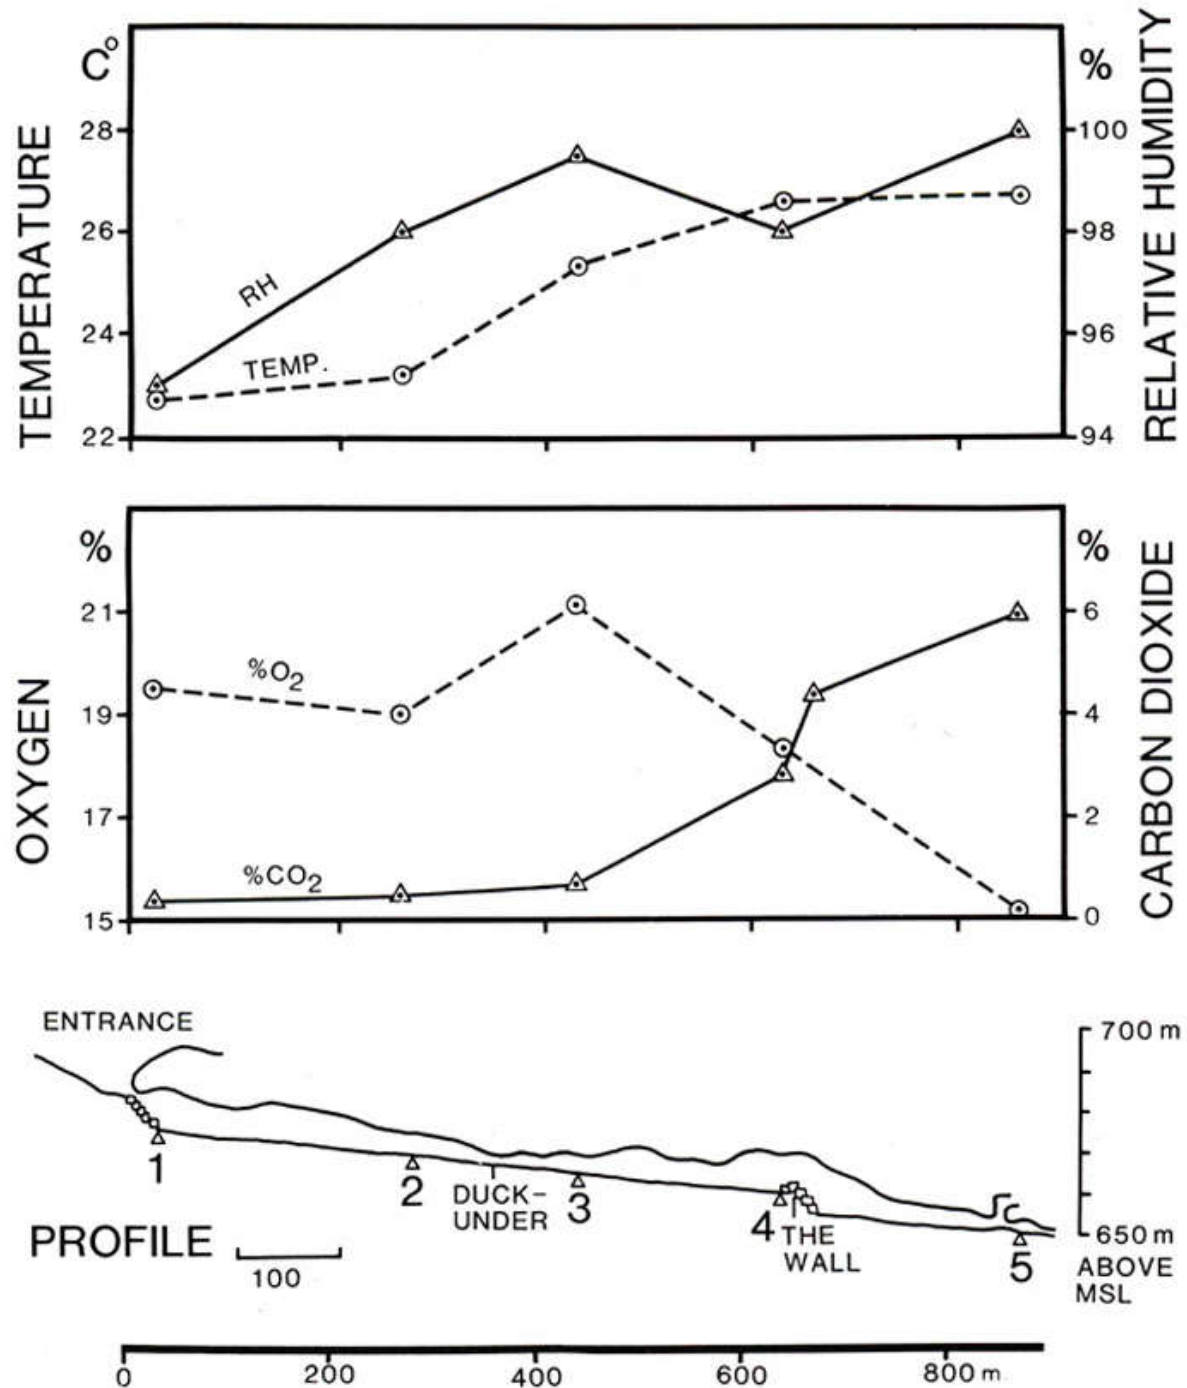 C°
%
TEMPERATURE
RELATIVE HUMIDITY
28
100
26
98
24
96
22
94
RH
TEMP.
%
%
OXYGEN
CARBON DIOXIDE
21
6
19
4
17
2
15
0
%O2
%CO2
ENTRANCE
700 m
1
2
DUCK-
UNDER
3
4
THE
WALL
5
650 m
ABOVE
MSL
PROFILE
100
0 200 400 600 800 m.